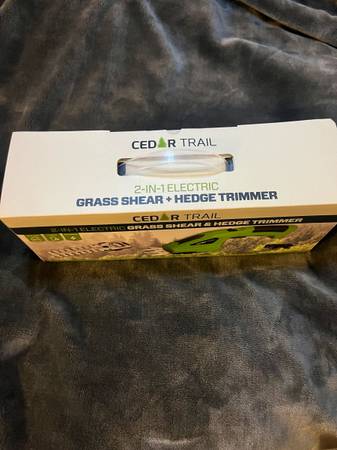 CEDAR TRAIL
2-IN-1 ELECTRIC
GRASS SHEAR + HEDGE TRIMMER
CEDAR TRAIL
2-IN-1 ELECTRIC GRASS SHEAR & HEDGE TRIMMER